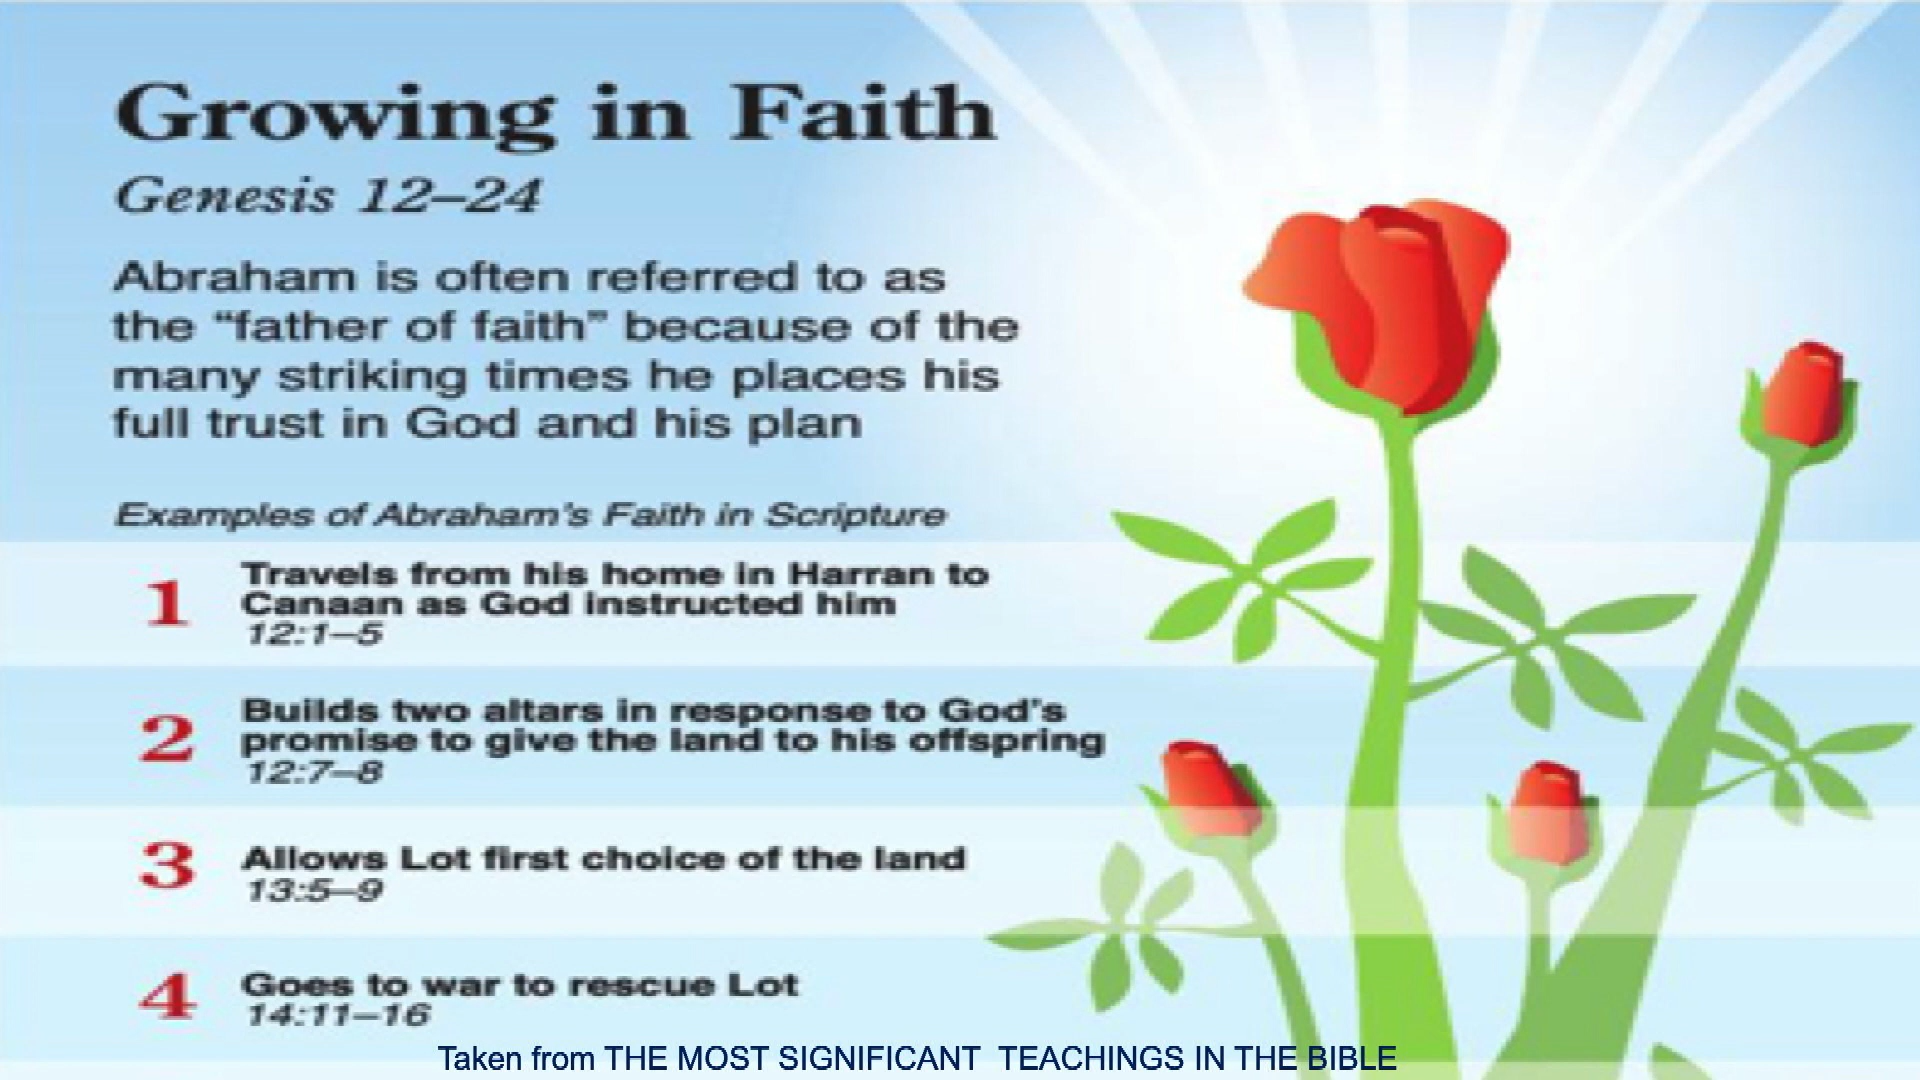 Growing in Faith
Genesis 12–24
Abraham is often referred to as
the “father of faith” because of the
many striking times he places his
full trust in God and his plan
Examples of Abraham’s Faith in Scripture
1
Travels from his home in Harran to
Canaan as God instructed him
12:1–5
2
Builds two altars in response to God’s
promise to give the land to his offspring
12:7–8
3
Allows Lot first choice of the land
13:5–9
4
Goes to war to rescue Lot
14:11–16
Taken from THE MOST SIGNIFICANT  TEACHINGS IN THE BIBLE